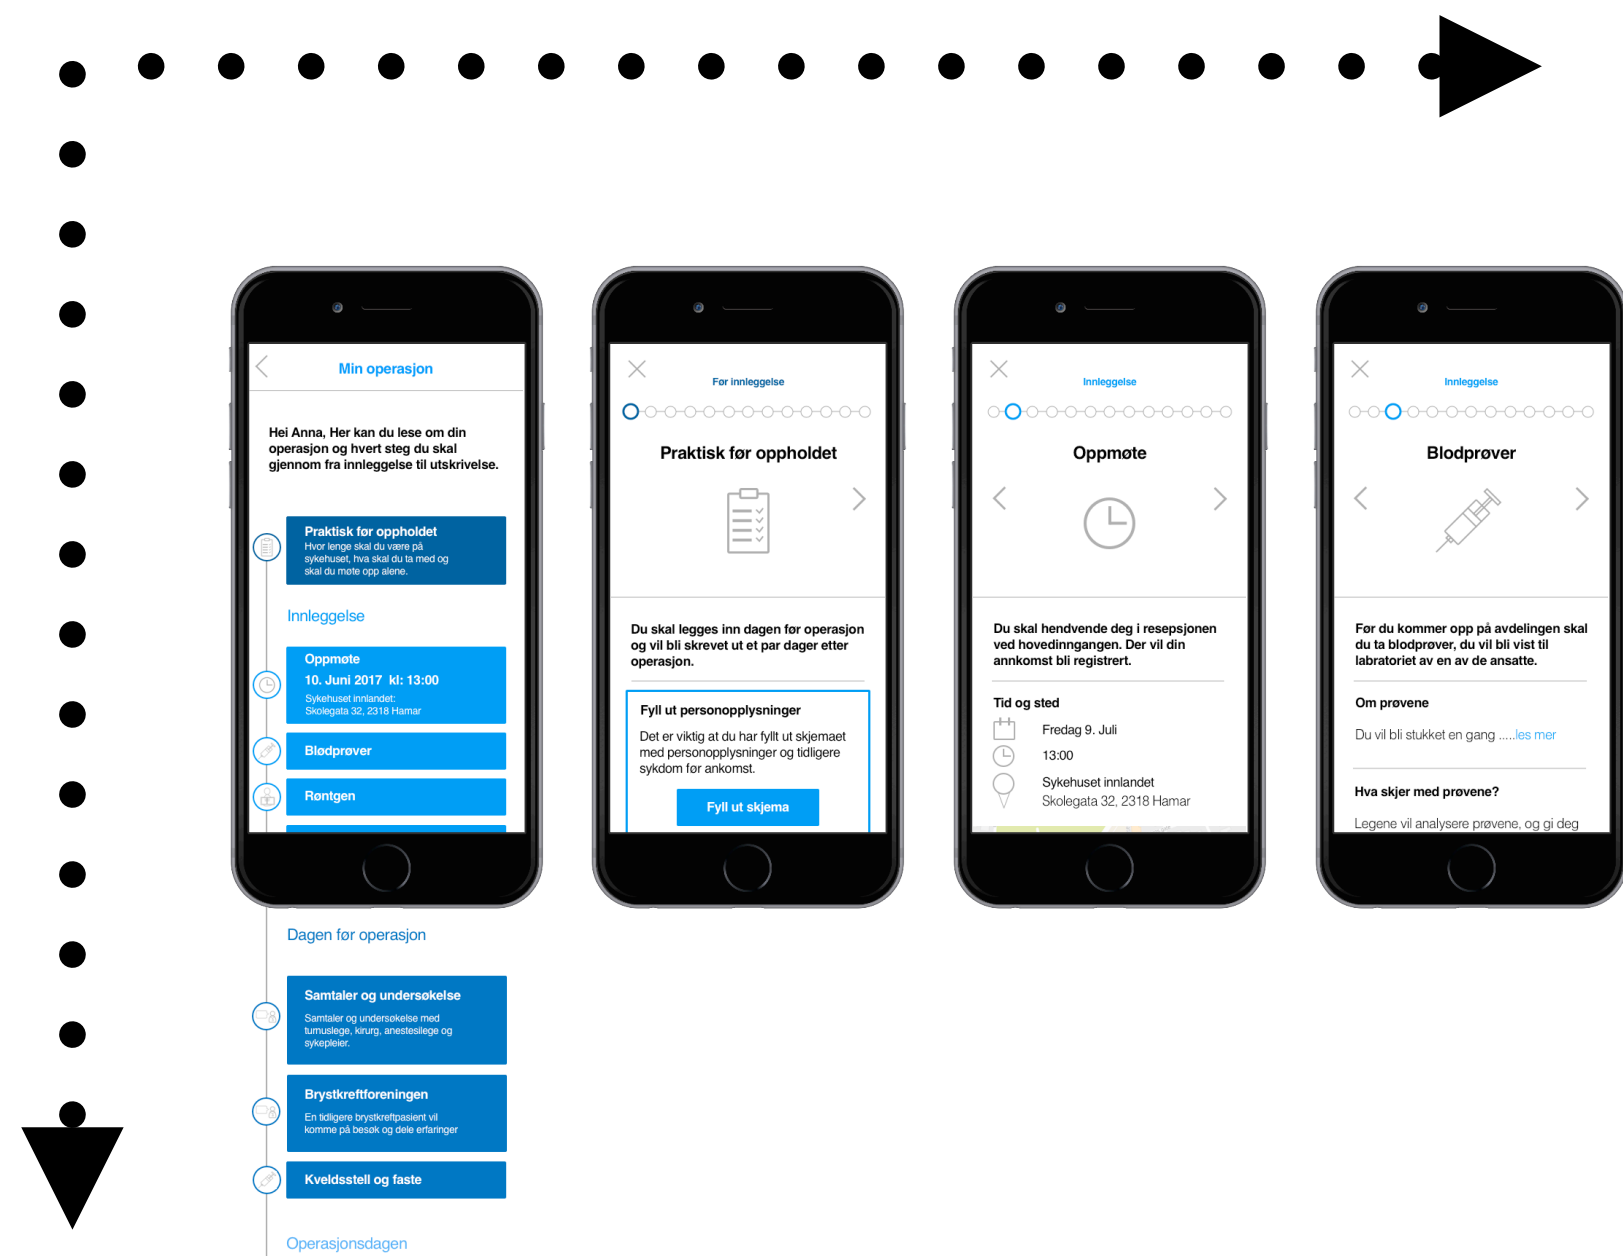 Min operasjon
Hei Anna, Her kan du lese om din
operasjon og hvert steg du skal
gjennom fra innleggelse til utskrivelse.
Praktisk før oppholdet
Hvor lenge skal du være på
sykehuset, hva skal du ta med og
skal du møte opp alene.
Innleggelse
Oppmøte
10. Juni 2017 kl: 13:00
Sykehuset innlandet:
Skolegata 32, 2318 Hamar
Blødprøver
Røntgen
Dagen før operasjon
Samtaler og undersøkelse
Samtaler og undersøkelse med
turnuslege, kirurg, anestesilege og
sykepleier.
Brystkreftforeningen
En tidligere brystkreftpasient vil
komme på besøk og dele erfaringer
Kveldsstell og faste
Operasjonsdagen
Før innleggelse
Praktisk før oppholdet
Du skal legges inn dagen før operasjon
og vil bli skrevet ut et par dager etter
operasjon.
Fyll ut personopplysninger
Det er viktig at du har fyllt ut skjemaet
med personopplysninger og tidligere
sykdom før ankomst.
Fyll ut skjema
Innleggelse
Oppmøte
Du skal hendvende deg i resepsjonen
ved hovedinngangen. Der vil din
annkomst bli registrert.
Tid og sted
Fredag 9. Juli
13:00
Sykehuset innlandet
Skolegata 32, 2318 Hamar
Innleggelse
Blodprøver
Før du kommer opp på avdelingen skal
du ta blodprøver, du vil bli vist til
labratoriet av en av de ansatte.
Om prøvene
Du vil bli stukket en gang .....les mer
Hva skjer med prøvene?
Legene vil analysere prøvene, og gi deg